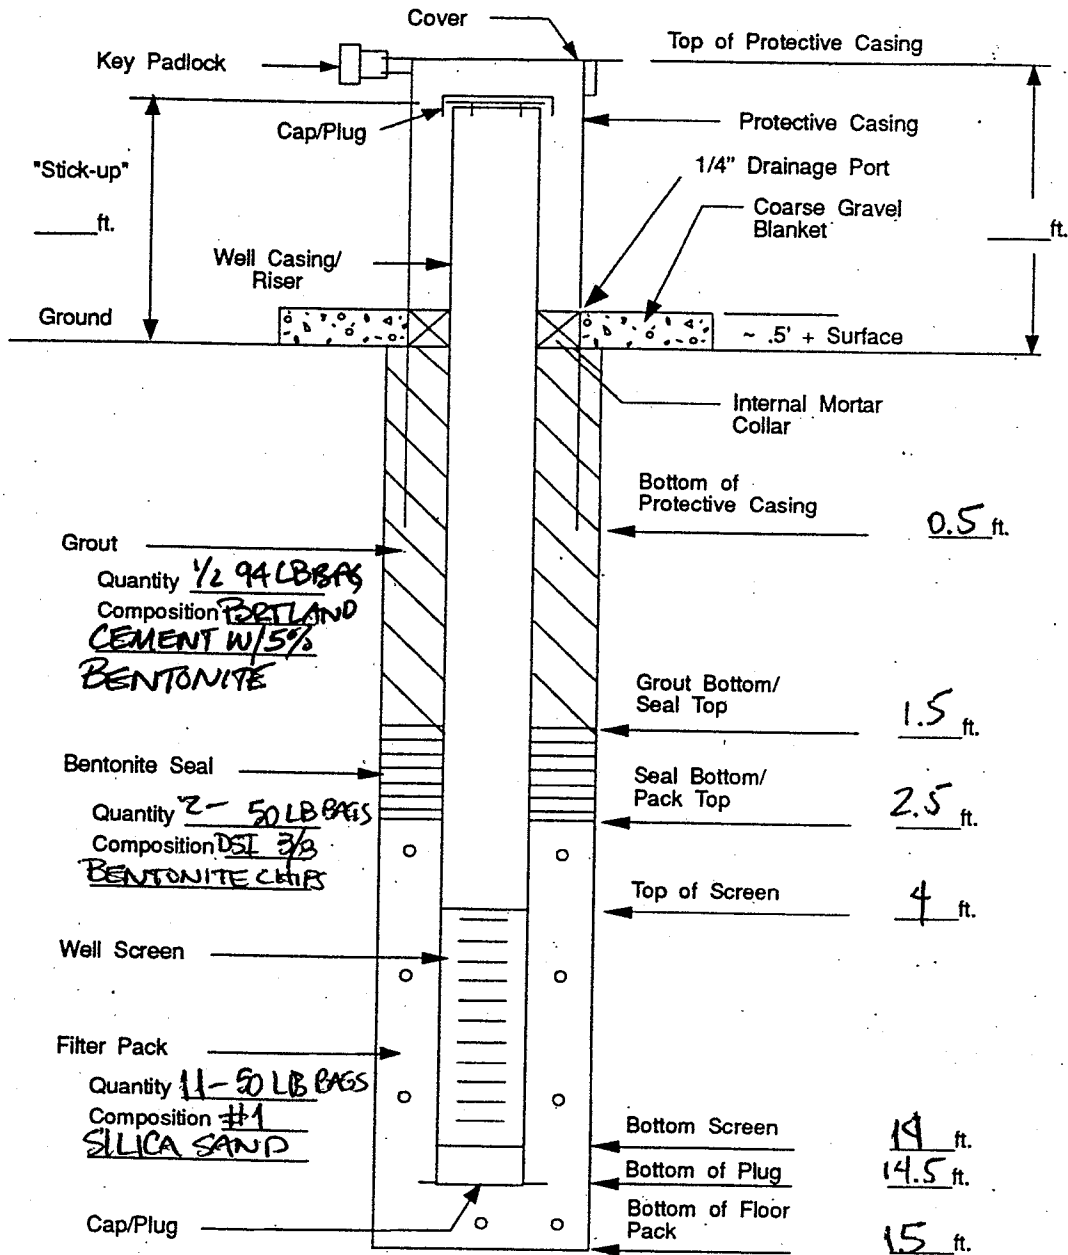 Cover
Top of Protective Casing
Key Padlock
Cap/Plug
Protective Casing
"Stick-up"
1/4" Drainage Port
Coarse Gravel
Blanket
____ft.
____ft.
Well Casing/
Riser
Ground
~ .5' + Surface
Internal Mortar
Collar
Bottom of
Protective Casing
0.5 ft.
Grout
Quantity 1/2 94 LB BAG
Composition PORTLAND
CEMENT W/5%
BENTONITE
Grout Bottom/
Seal Top
1.5 ft.
Bentonite Seal
Seal Bottom/
Pack Top
2.5 ft.
Quantity 2- 50 LB BAGS
Composition DSI 3/8
BENTONITE CHIPS
Top of Screen
4 ft.
Well Screen
Filter Pack
Quantity 11-50 LB BAGS
Composition #1
SILICA SAND
Bottom Screen
14 ft.
Bottom of Plug
14.5 ft.
Bottom of Floor
Pack
15 ft.
Cap/Plug